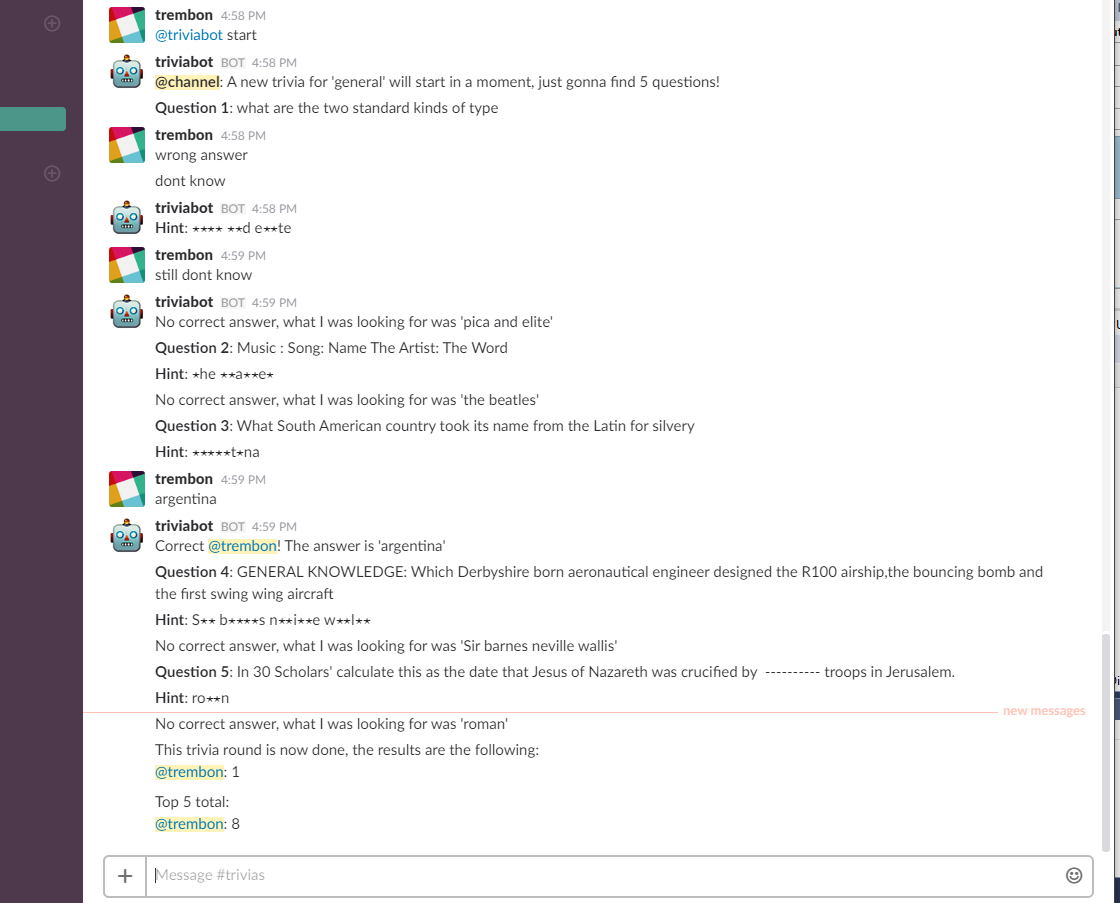 trembon 4:58 PM
@triviabot start
triviabot BOT 4:58 PM
@channel: A new trivia for 'general' will start in a moment, just gonna find 5 questions!
Question 1: what are the two standard kinds of type
trembon 4:58 PM
wrong answer
dont know
triviabot BOT 4:58 PM
Hint: ⋆⋆⋆⋆ ⋆⋆d e⋆⋆te
trembon 4:59 PM
still dont know
triviabot BOT 4:59 PM
No correct answer, what I was looking for was 'pica and elite'
Question 2: Music : Song: Name The Artist: The Word
Hint: ⋆he ⋆⋆a⋆⋆e⋆
No correct answer, what I was looking for was 'the beatles'
Question 3: What South American country took its name from the Latin for silvery
Hint: ⋆⋆⋆⋆⋆t⋆na
trembon 4:59 PM
argentina
triviabot BOT 4:59 PM
Correct @trembon! The answer is 'argentina'
Question 4: GENERAL KNOWLEDGE: Which Derbyshire born aeronautical engineer designed the R100 airship,the bouncing bomb and
the first swing wing aircraft
Hint: S⋆⋆ b⋆⋆⋆⋆s n⋆⋆i⋆⋆e w⋆⋆l⋆⋆
No correct answer, what I was looking for was 'Sir barnes neville wallis'
Question 5: In 30 Scholars' calculate this as the date that Jesus of Nazareth was crucified by ---------- troops in Jerusalem.
Hint: ro⋆⋆n
new messages
No correct answer, what I was looking for was 'roman'
This trivia round is now done, the results are the following:
@trembon: 1
Top 5 total:
@trembon: 8
Message #trivias